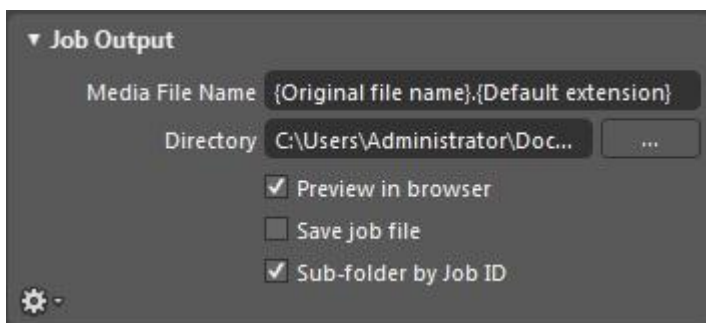 Job Output
Media File Name {Original file name}.{Default extension}
Directory C:\Users\Administrator\Doc... ...
Preview in browser
Save job file
Sub-folder by Job ID